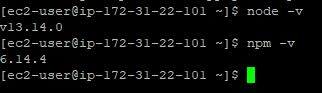 [ec2-user@ip-172-31-22-101 ~]$ node -v
v13.14.0
[ec2-user@ip-172-31-22-101 ~]$ npm -v
6.14.4
[ec2-user@ip-172-31-22-101 ~]$